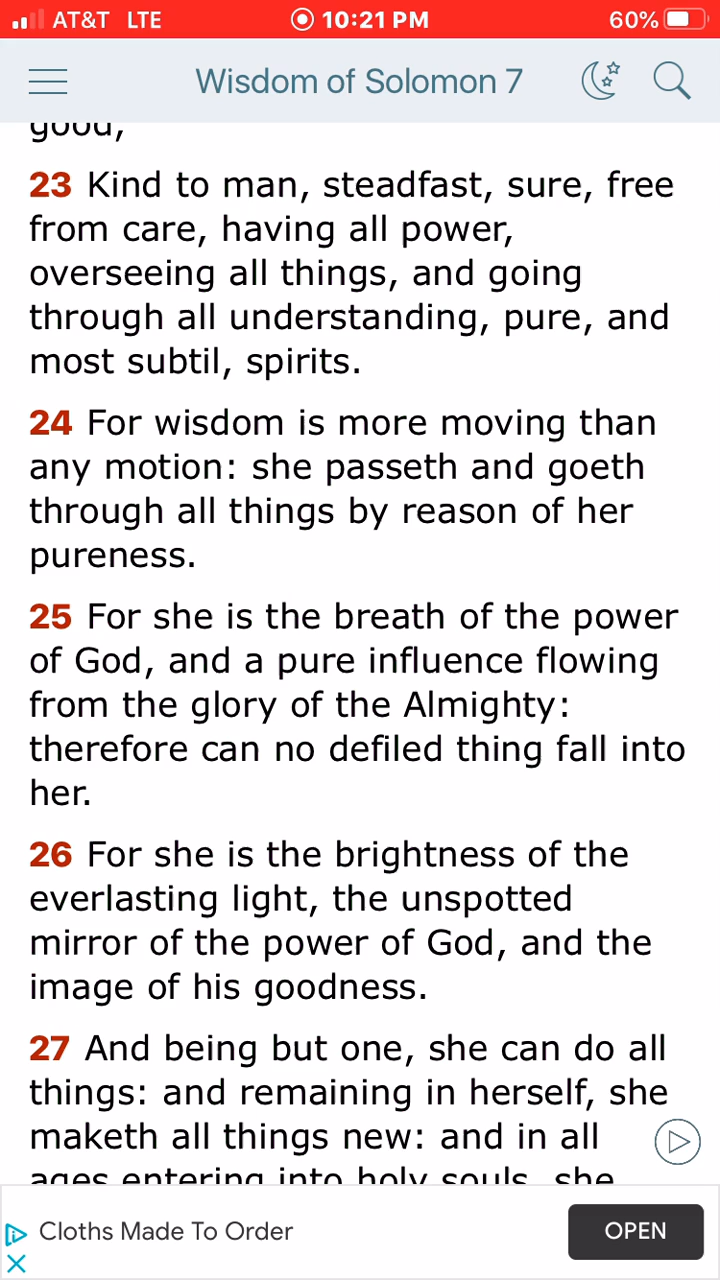 AT&T LTE 10:21 PM 60%
Wisdom of Solomon 7
good,
23 Kind to man, steadfast, sure, free
from care, having all power,
overseeing all things, and going
through all understanding, pure, and
most subtil, spirits.
24 For wisdom is more moving than
any motion: she passeth and goeth
through all things by reason of her
pureness.
25 For she is the breath of the power
of God, and a pure influence flowing
from the glory of the Almighty:
therefore can no defiled thing fall into
her.
26 For she is the brightness of the
everlasting light, the unspotted
mirror of the power of God, and the
image of his goodness.
27 And being but one, she can do all
things: and remaining in herself, she
maketh all things new: and in all
ages entering into holy souls, she
Cloths Made To Order
OPEN